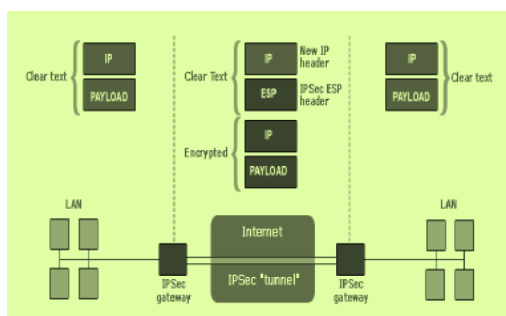 Clear text
IP
PAYLOAD
Clear Text
IP
New IP
header
ESP
IPSec ESP
header
Encrypted
IP
PAYLOAD
IP
PAYLOAD
Clear text
LAN
IPSec
gateway
Internet
IPSec "tunnel"
IPSec
gateway
LAN